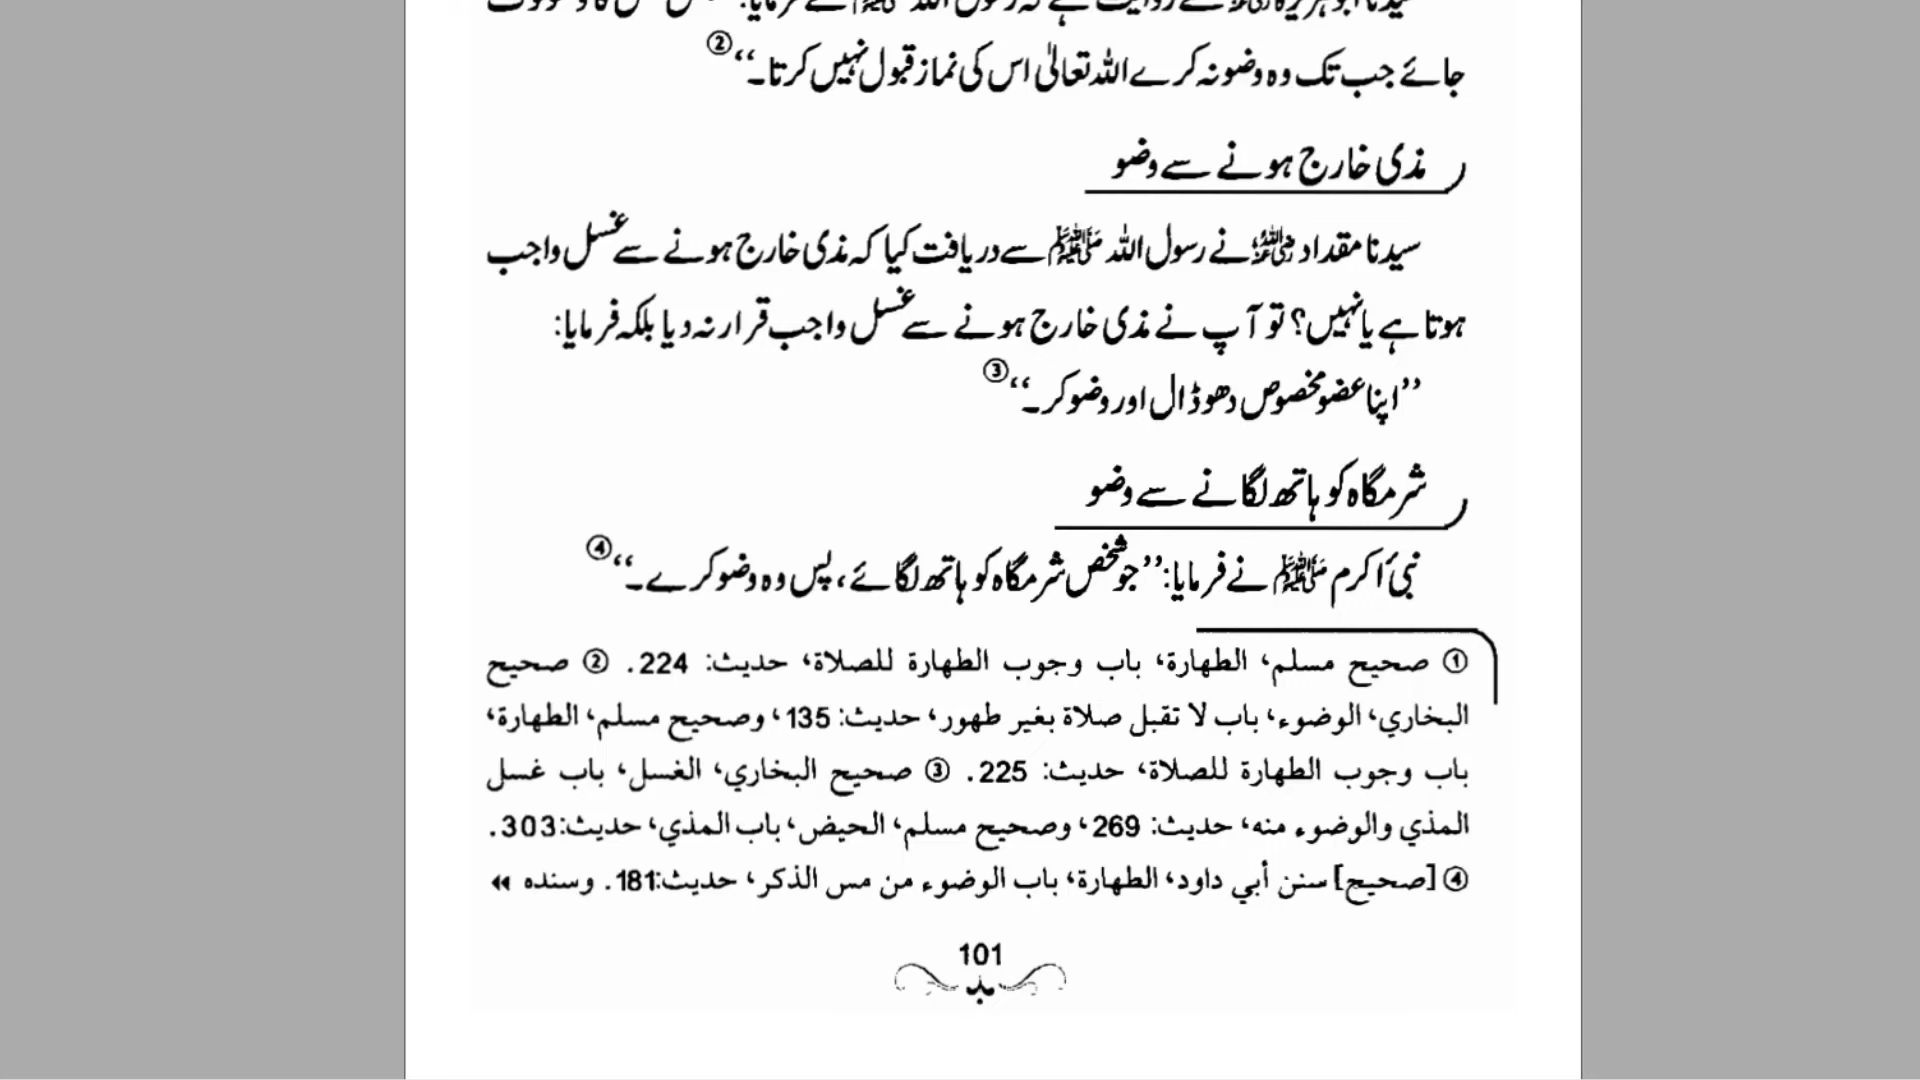 جائے جب تک وہ وضو نہ کرے اللہ تعالیٰ اس کی نماز قبول نہیں کرتا۔‘‘ ②
مذی خارج ہونے سے وضو
سیدنا مقداد رضی اللہ عنہ نے رسول اللہ ﷺ سے دریافت کیا کہ مذی خارج ہونے سے غسل واجب
ہوتا ہے یا نہیں؟ تو آپ نے مذی خارج ہونے سے غسل واجب قرار نہ دیا بلکہ فرمایا:
’’اپنا عضو مخصوص دھو ڈال اور وضو کر۔‘‘ ③
شرمگاہ کو ہاتھ لگانے سے وضو
نبیٔ اکرم ﷺ نے فرمایا: ’’جو شخص شرمگاہ کو ہاتھ لگائے، پس وہ وضو کرے۔‘‘ ④
① صحيح مسلم، الطهارة، باب وجوب الطهارة للصلاة، حديث: 224. ② صحيح
البخاري، الوضوء، باب لا تقبل صلاة بغير طهور، حديث: 135، وصحيح مسلم، الطهارة،
باب وجوب الطهارة للصلاة، حديث: 225. ③ صحيح البخاري، الغسل، باب غسل
المذي والوضوء منه، حديث: 269، وصحيح مسلم، الحيض، باب المذي، حديث:303.
④ [صحيح] سنن أبي داود، الطهارة، باب الوضوء من مس الذكر، حديث:181. وسنده ◄◄
101